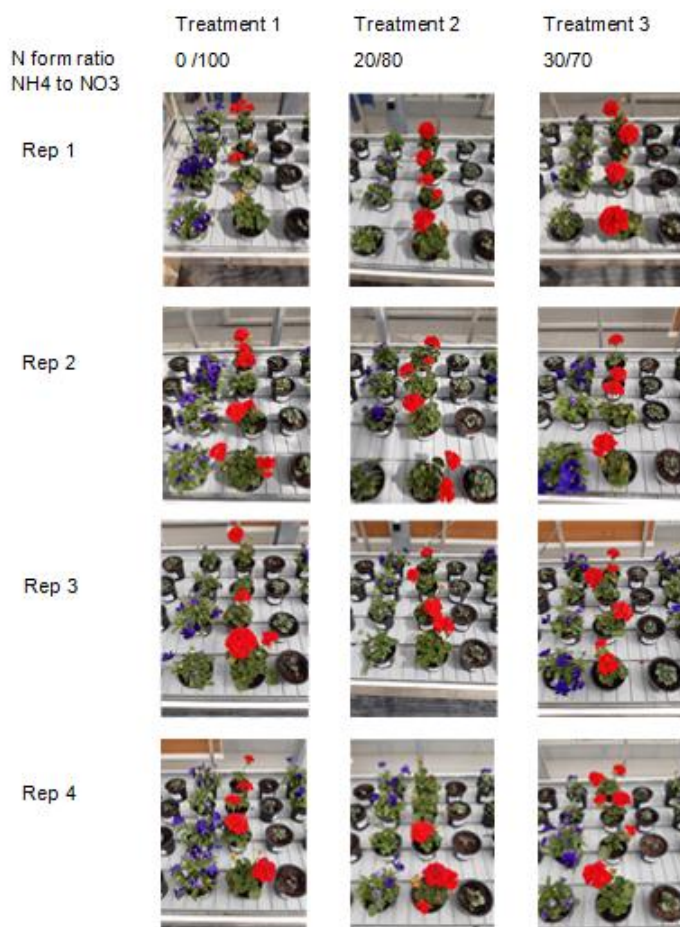 Treatment 1 Treatment 2 Treatment 3
N form ratio 0 /100 20/80 30/70
NH4 to NO3
Rep 1
Rep 2
Rep 3
Rep 4